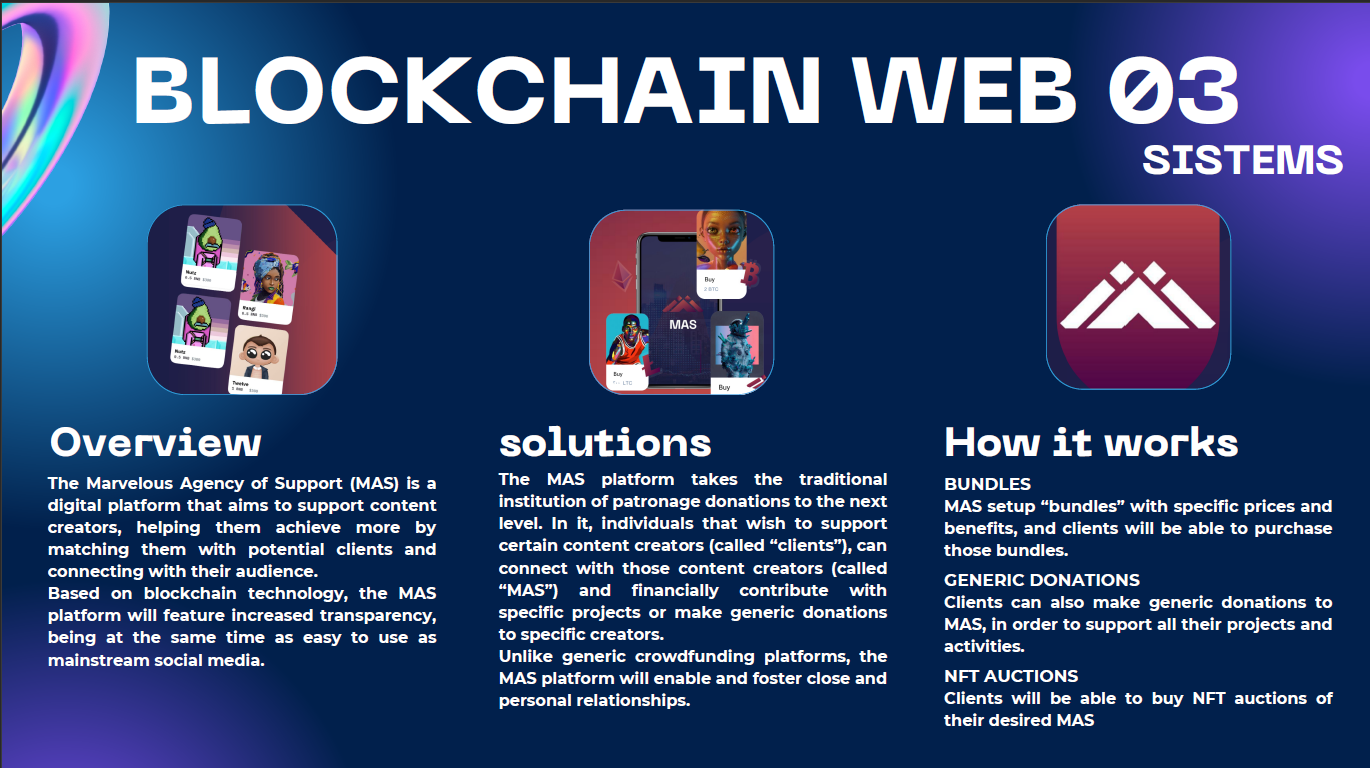 BLOCKCHAIN WEB 03
SISTEMS
Nutz
Rangi
Nutz
Twelve
Buy
2 BTC
MAS
Buy
LTC
Buy
Overview
The Marvelous Agency of Support (MAS) is a
digital platform that aims to support content
creators, helping them achieve more by
matching them with potential clients and
connecting with their audience.
Based on blockchain technology, the MAS
platform will feature increased transparency,
being at the same time as easy to use as
mainstream social media.
solutions
The MAS platform takes the traditional
institution of patronage donations to the next
level. In it, individuals that wish to support
certain content creators (called “clients”), can
connect with those content creators (called
“MAS”) and financially contribute with
specific projects or make generic donations
to specific creators.
Unlike generic crowdfunding platforms, the
MAS platform will enable and foster close and
personal relationships.
How it works
BUNDLES
MAS setup “bundles” with specific prices and
benefits, and clients will be able to purchase
those bundles.
GENERIC DONATIONS
Clients can also make generic donations to
MAS, in order to support all their projects and
activities.
NFT AUCTIONS
Clients will be able to buy NFT auctions of
their desired MAS